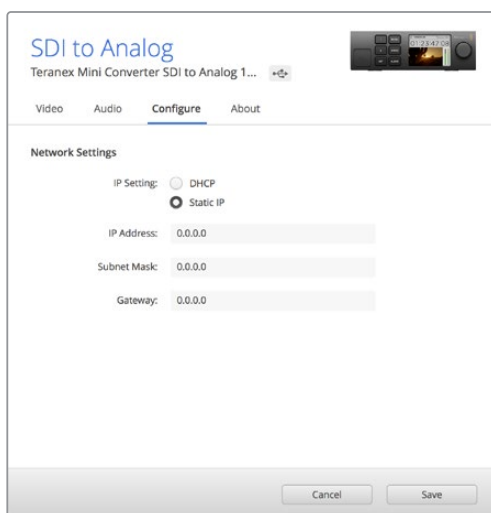 SDI to Analog
Teranex Mini Converter SDI to Analog 1...
Video Audio Configure About
Network Settings
IP Setting: DHCP
Static IP
IP Address: 0.0.0.0
Subnet Mask: 0.0.0.0
Gateway: 0.0.0.0
Cancel Save